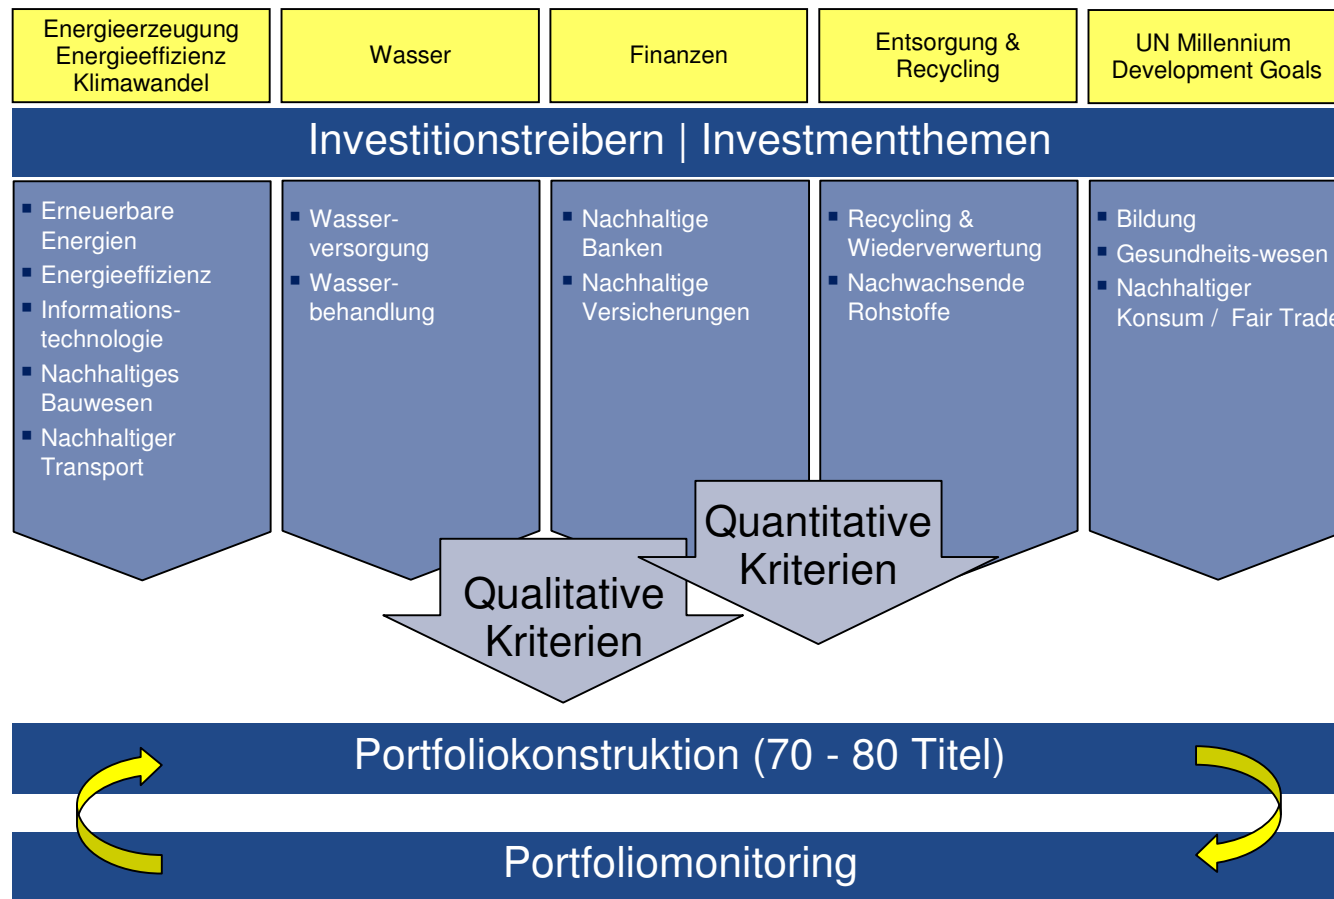 Energieerzeugung
Energieeffizienz
Klimawandel
Wasser
Finanzen
Entsorgung &
Recycling
UN Millennium
Development Goals
Investitionstreibern | Investmentthemen
Erneuerbare
Energien
Energieeffizienz
Informations-
technologie
Nachhaltiges
Bauwesen
Nachhaltiger
Transport
Wasser-
versorgung
Wasser-
behandlung
Nachhaltige
Banken
Nachhaltige
Versicherungen
Recycling &
Wiederverwertung
Nachwachsende
Rohstoffe
Bildung
Gesundheits-wesen
Nachhaltiger
Konsum / Fair Trade
Quantitative
Kriterien
Qualitative
Kriterien
Portfoliokonstruktion (70 - 80 Titel)
Portfoliomonitoring